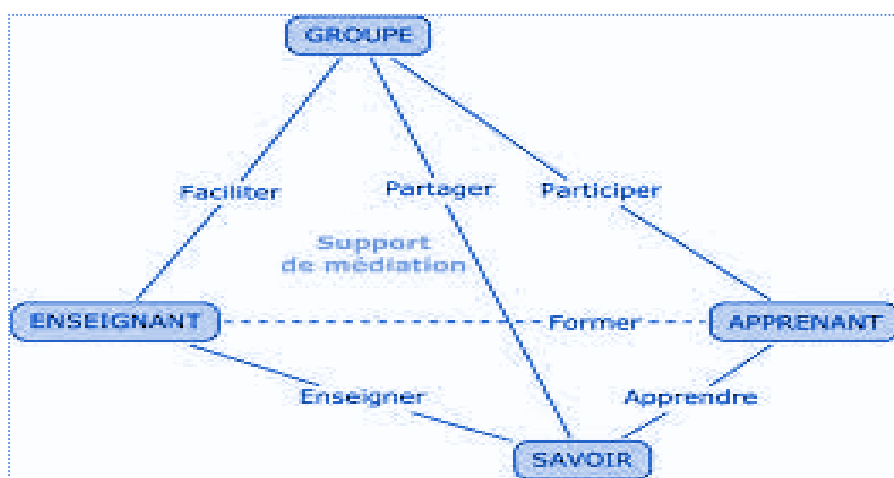 GROUPE
Faciliter
Partager
Participer
Support
de médiation
ENSEIGNANT
Former
APPRENANT
Enseigner
Apprendre
SAVOIR